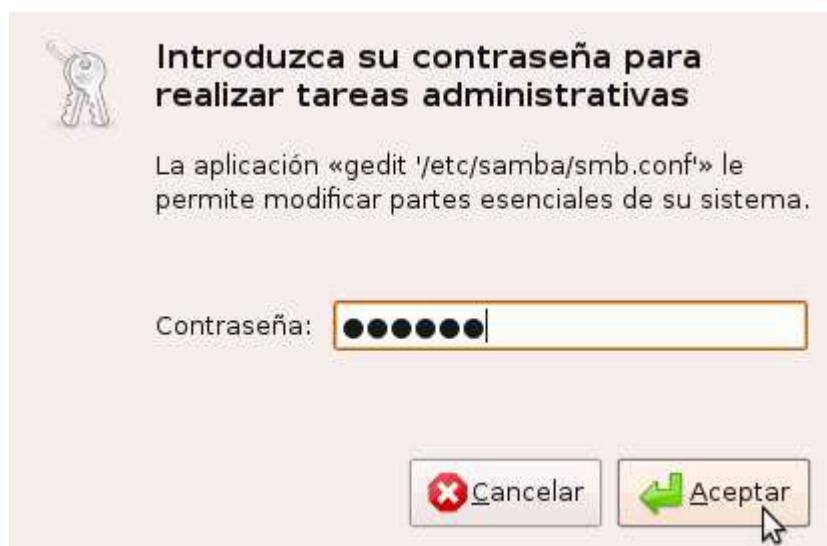 Introduzca su contraseña para
realizar tareas administrativas
La aplicación «gedit '/etc/samba/smb.conf'» le
permite modificar partes esenciales de su sistema.
Contraseña: ●●●●●●
Cancelar
Aceptar